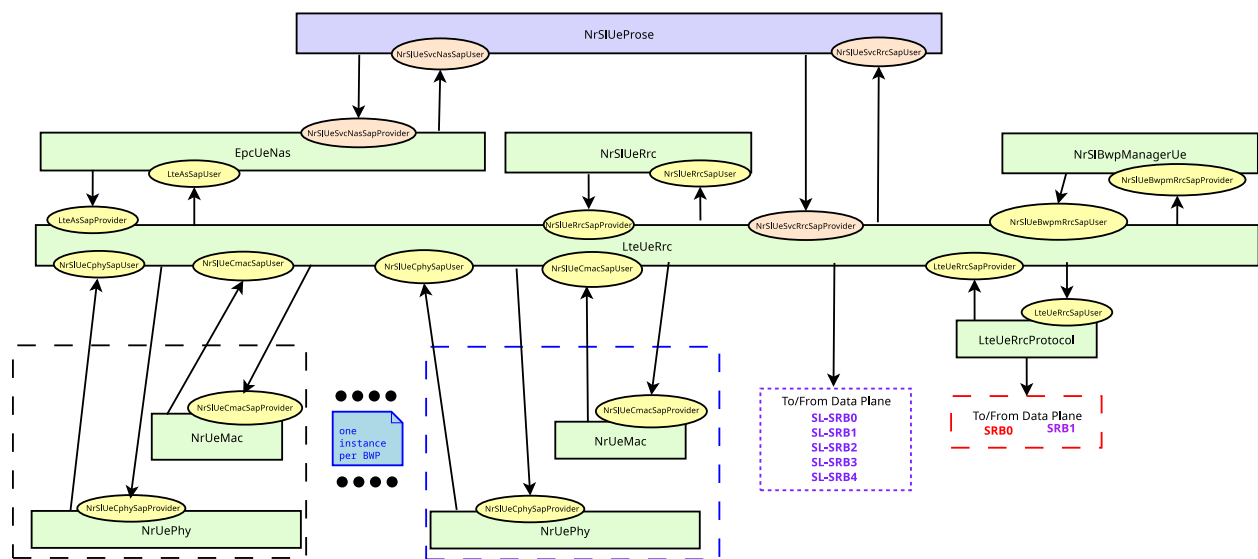 NrSlUeProse
NrSlUeSvcNasSapUser
NrSlUeSvcRrcSapUser
NrSlUeSvcNasSapProvider
EpcUeNas
LteAsSapUser
NrSlUeRrc
NrSlUeRrcSapUser
NrSlBwpManagerUe
NrSlUeBwpmRrcSapProvider
LteAsSapProvider
NrSlUeRrcSapProvider
NrSlUeSvcRrcSapProvider
NrSlUeBwpmRrcSapUser
LteUeRrc
NrSlUeCphySapUser
NrSlUeCmacSapUser
NrSlUeCphySapUser
NrSlUeCmacSapUser
LteUeRrcSapProvider
LteUeRrcSapUser
LteUeRrcProtocol
NrSlUeCmacSapProvider
NrUeMac
one
instance
per BWP
NrSlUeCmacSapProvider
NrUeMac
To/From Data Plane
SL-SRB0
SL-SRB1
SL-SRB2
SL-SRB3
SL-SRB4
To/From Data Plane
SRB0 SRB1
NrSlUeCphySapProvider
NrUePhy
NrSlUeCphySapProvider
NrUePhy